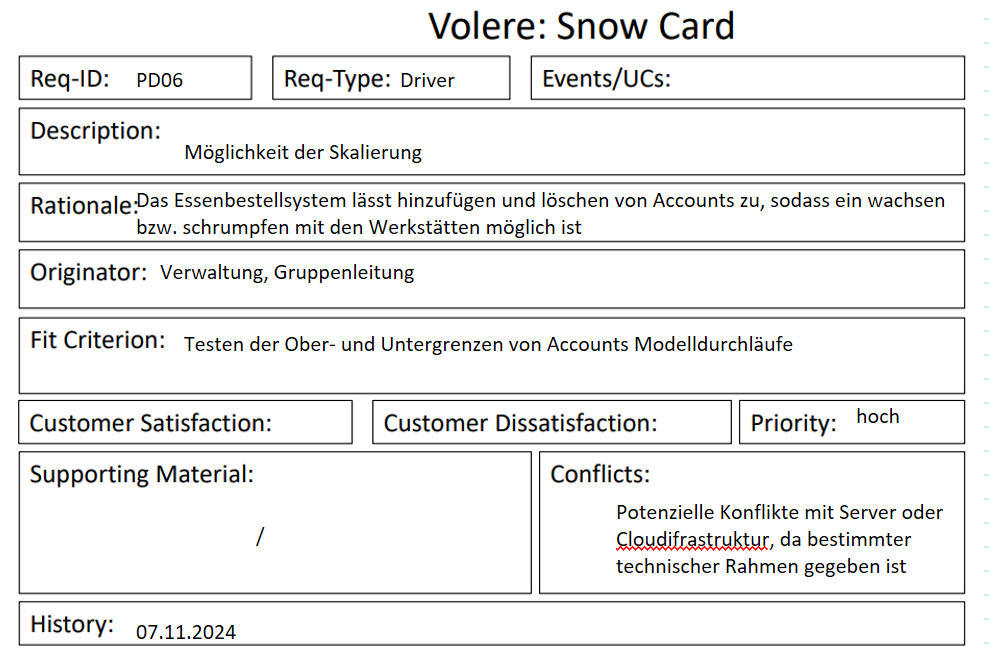 Volere: Snow Card
Req-ID: PD06
Req-Type: Driver
Events/UCs:
Description:
Möglichkeit der Skalierung
Rationale: Das Essenbestellsystem lässt hinzufügen und löschen von Accounts zu, sodass ein wachsen
bzw. schrumpfen mit den Werkstätten möglich ist
Originator: Verwaltung, Gruppenleitung
Fit Criterion: Testen der Ober- und Untergrenzen von Accounts Modelldurchläufe
Customer Satisfaction:
Customer Dissatisfaction:
Priority: hoch
Supporting Material:
/
Conflicts:
Potenzielle Konflikte mit Server oder
Cloudifrastruktur, da bestimmter
technischer Rahmen gegeben ist
History: 07.11.2024